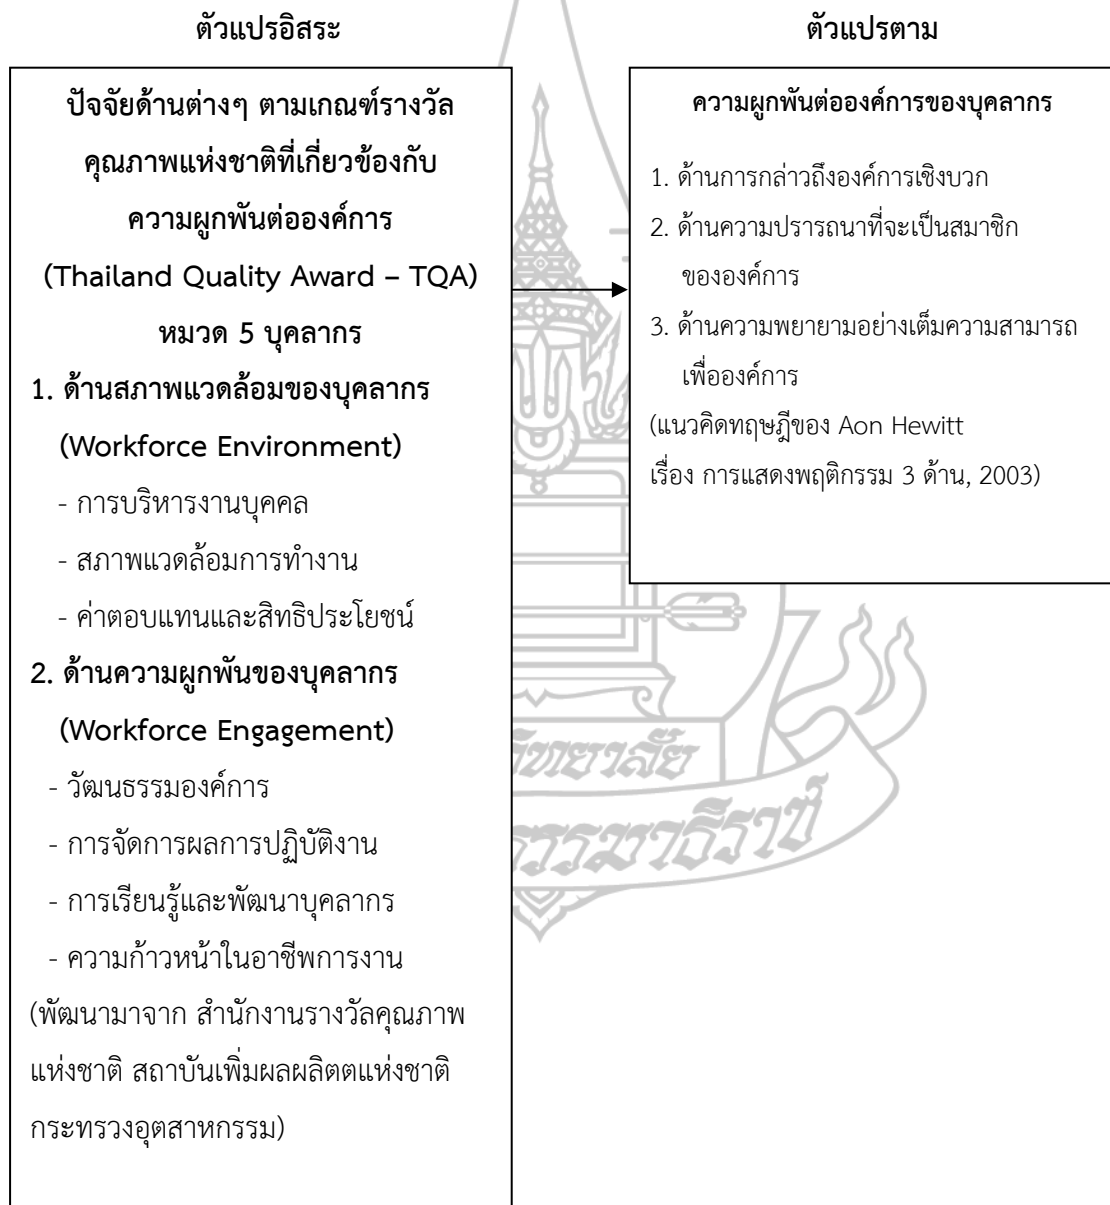 ตัวแปรอิสระ
ปัจจัยด้านต่างๆ ตามเกณฑ์รางวัล
คุณภาพแห่งชาติที่เกี่ยวข้องกับ
ความผูกพันต่อองค์การ
(Thailand Quality Award – TQA)
หมวด 5 บุคลากร
1. ด้านสภาพแวดล้อมของบุคลากร
(Workforce Environment)
- การบริหารงานบุคคล
- สภาพแวดล้อมการทำงาน
- ค่าตอบแทนและสิทธิประโยชน์
2. ด้านความผูกพันของบุคลากร
(Workforce Engagement)
- วัฒนธรรมองค์การ
- การจัดการผลการปฏิบัติงาน
- การเรียนรู้และพัฒนาบุคลากร
- ความก้าวหน้าในอาชีพการงาน
(พัฒนามาจาก สำนักงานรางวัลคุณภาพ
แห่งชาติ สถาบันเพิ่มผลผลิตตแห่งชาติ
กระทรวงอุตสาหกรรม)
ตัวแปรตาม
ความผูกพันต่อองค์การของบุคลากร
1. ด้านการกล่าวถึงองค์การเชิงบวก
2. ด้านความปรารถนาที่จะเป็นสมาชิก
ขององค์การ
3. ด้านความพยายามอย่างเต็มความสามารถ
เพื่อองค์การ
(แนวคิดทฤษฎีของ Aon Hewitt
เรื่อง การแสดงพฤติกรรม 3 ด้าน, 2003)